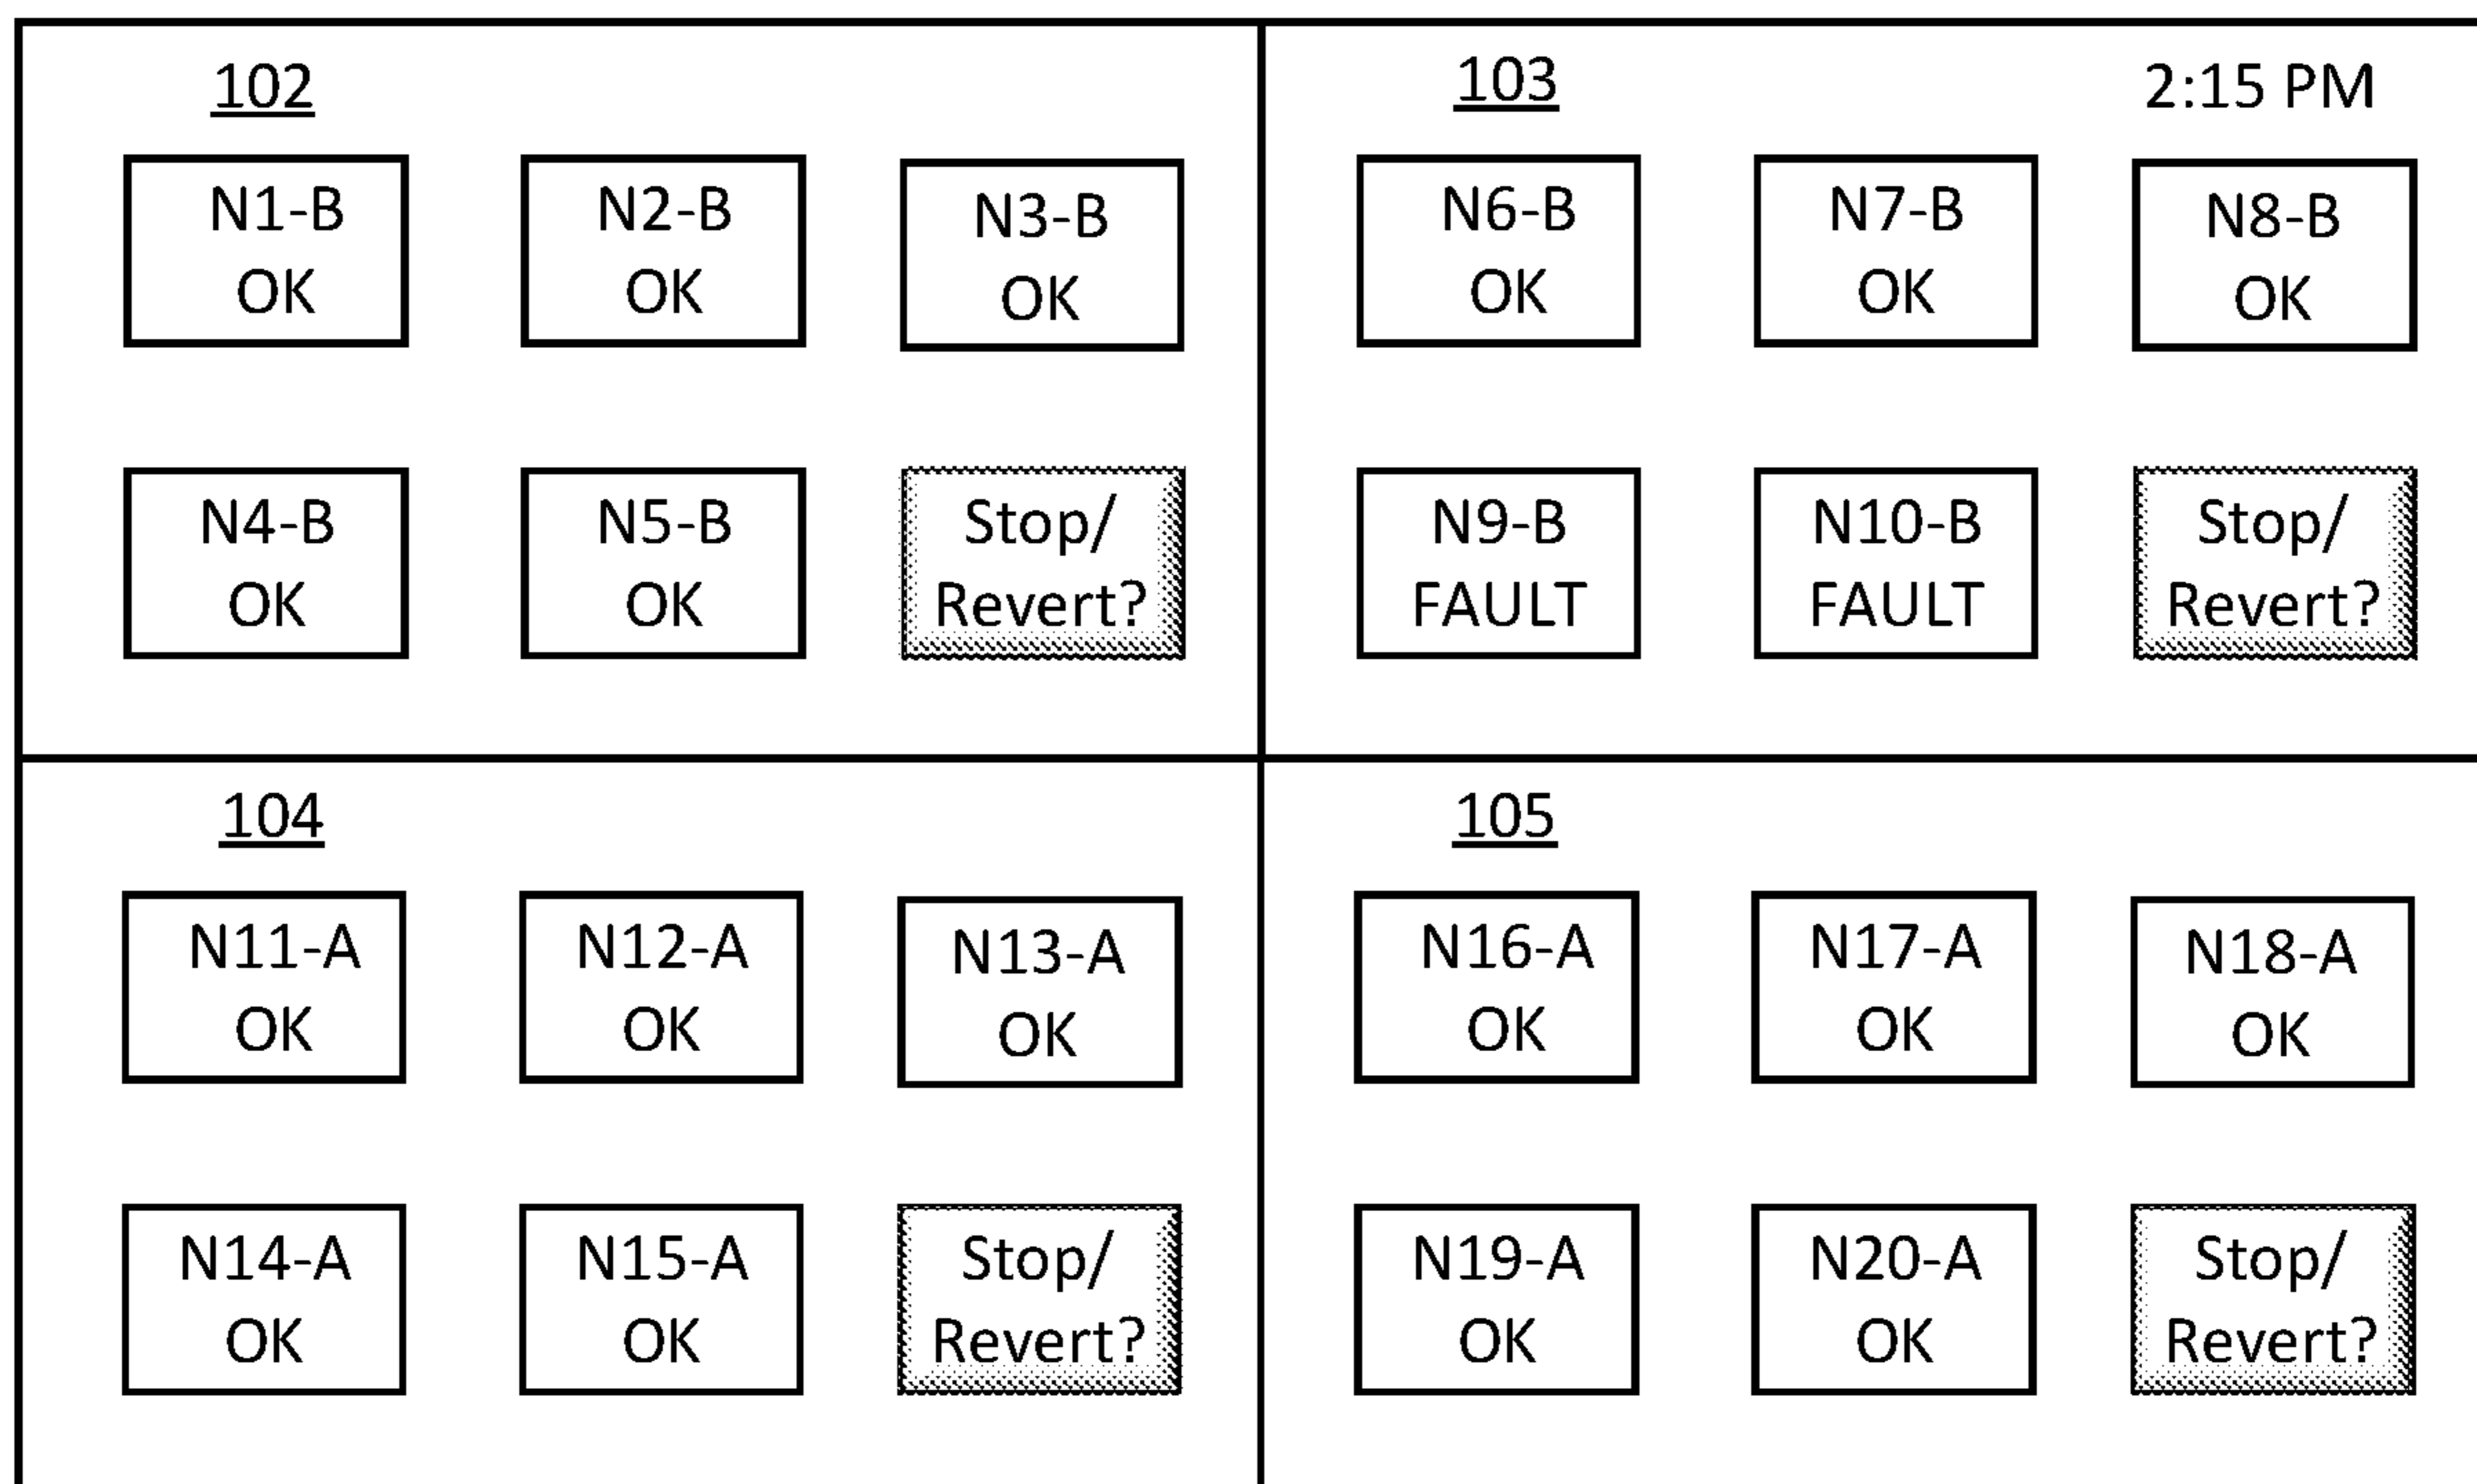 102
N1-B
OK
N2-B
OK
N3-B
OK
N4-B
OK
N5-B
OK
Stop/
Revert?
103
2:15 PM
N6-B
OK
N7-B
OK
N8-B
OK
N9-B
FAULT
N10-B
FAULT
Stop/
Revert?
104
N11-A
OK
N12-A
OK
N13-A
OK
N14-A
OK
N15-A
OK
Stop/
Revert?
105
N16-A
OK
N17-A
OK
N18-A
OK
N19-A
OK
N20-A
OK
Stop/
Revert?